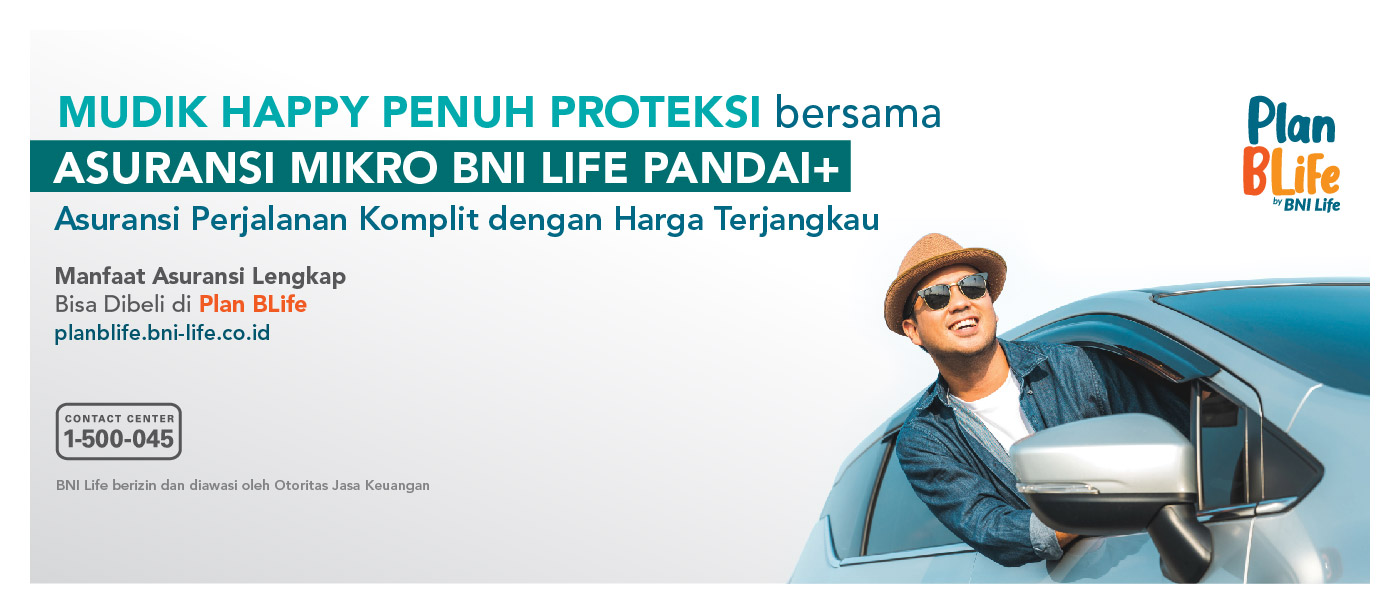 MUDIK HAPPY PENUH PROTEKSI bersama
ASURANSI MIKRO BNI LIFE PANDAI+
Asuransi Perjalanan Komplit dengan Harga Terjangkau
Manfaat Asuransi Lengkap
Bisa Dibeli di Plan BLife
planblife.bni-life.co.id
CONTACT CENTER
1-500-045
BNI Life berizin dan diawasi oleh Otoritas Jasa Keuangan
Plan
BLiFe
by BNI Life